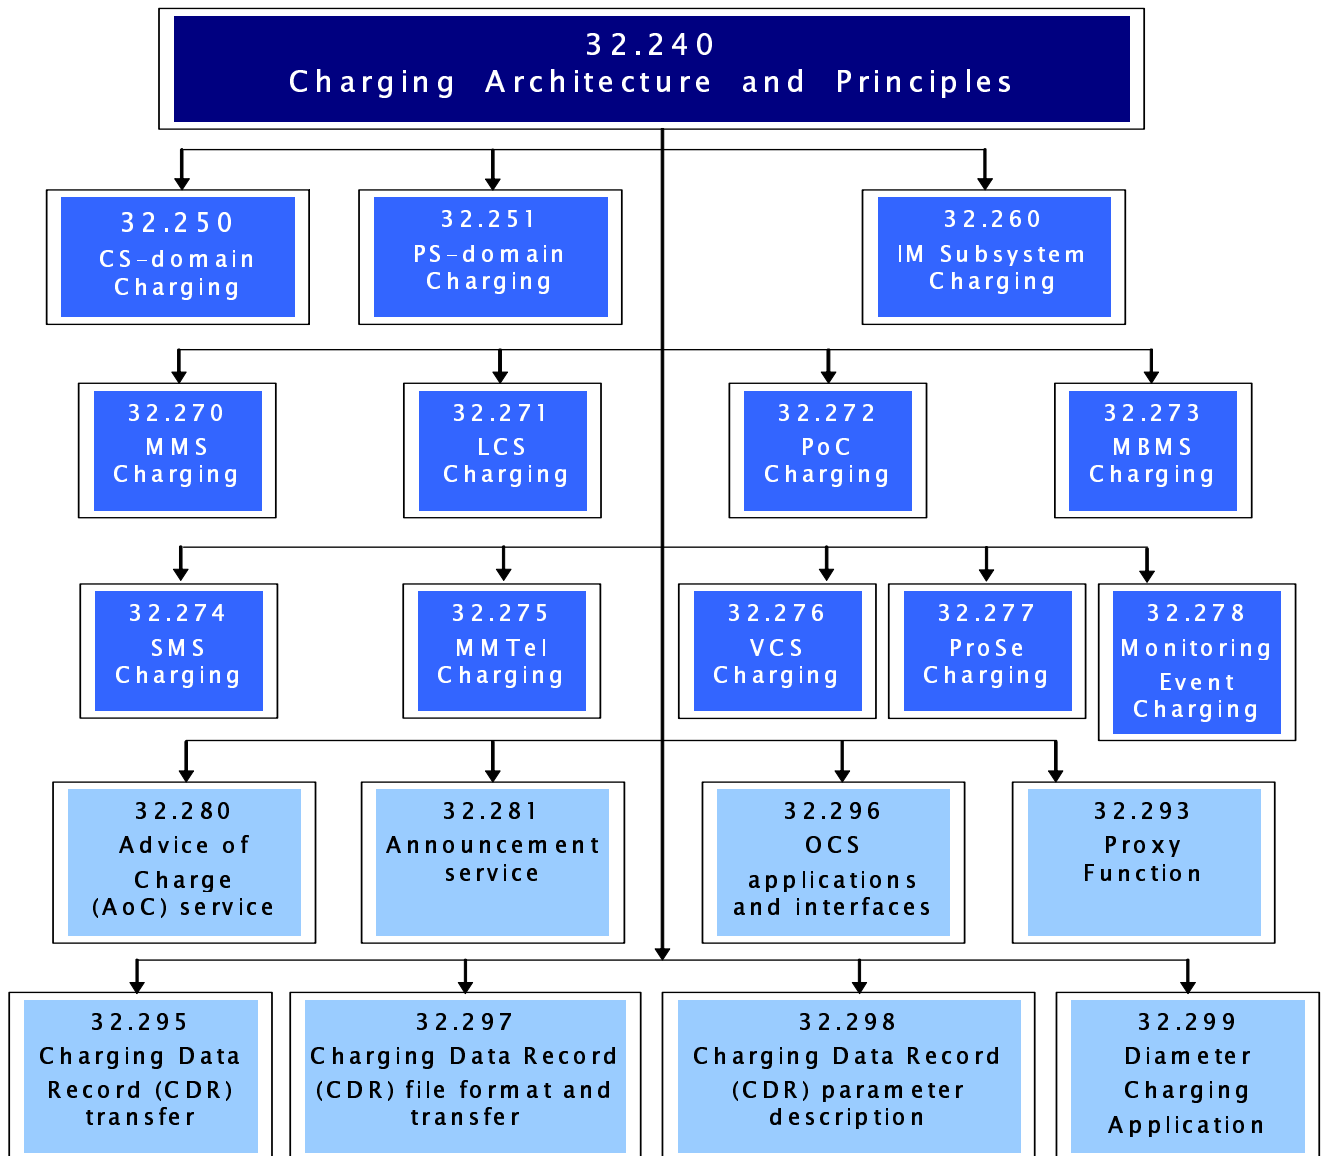 32.240
Charging Architecture and Principles
32.250
CS-domain
Charging
32.251
PS-domain
Charging
32.260
IM Subsystem
Charging
32.270
MMS
Charging
32.271
LCS
Charging
32.272
PoC
Charging
32.273
MBMS
Charging
32.274
SMS
Charging
32.275
MMTel
Charging
32.276
VCS
Charging
32.277
ProSe
Charging
32.278
Monitoring
Event
Charging
32.280
Advice of
Charge
(AoC) service
32.281
Announcement
service
32.296
OCS
applications
and interfaces
32.293
Proxy
Function
32.295
Charging Data
Record (CDR)
transfer
32.297
Charging Data Record
(CDR) file format and
transfer
32.298
Charging Data Record
(CDR) parameter
description
32.299
Diameter
Charging
Application